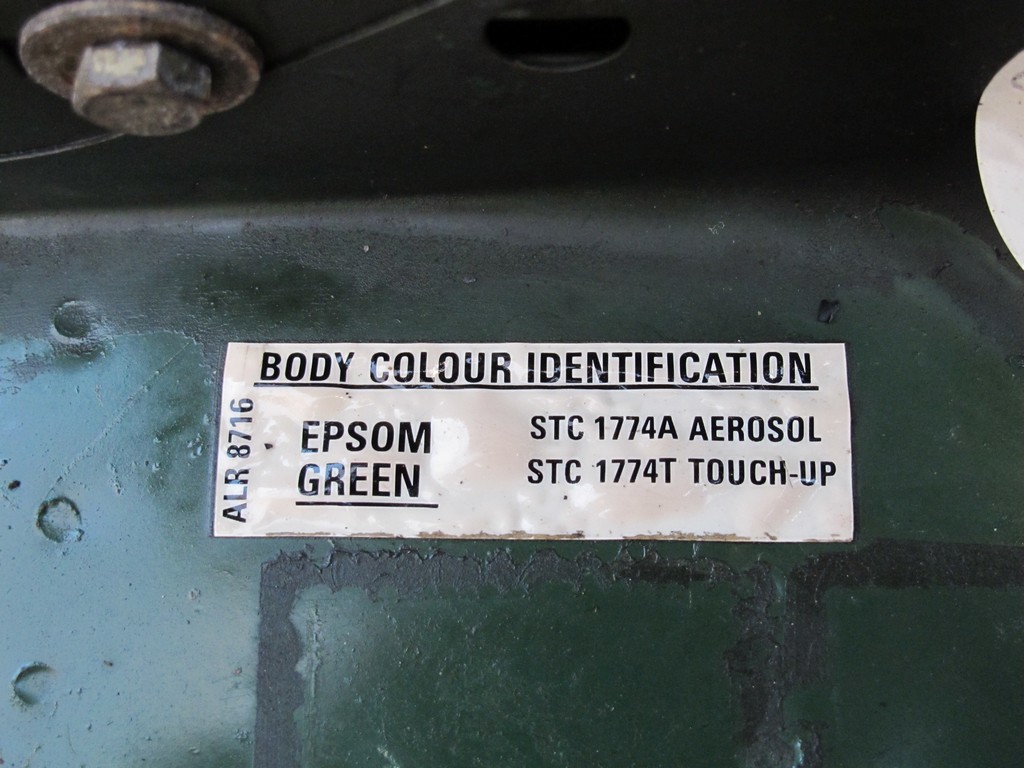 BODY COLOUR IDENTIFICATION
ALR 8716
EPSOM
GREEN
STC 1774A AEROSOL
STC 1774T TOUCH-UP